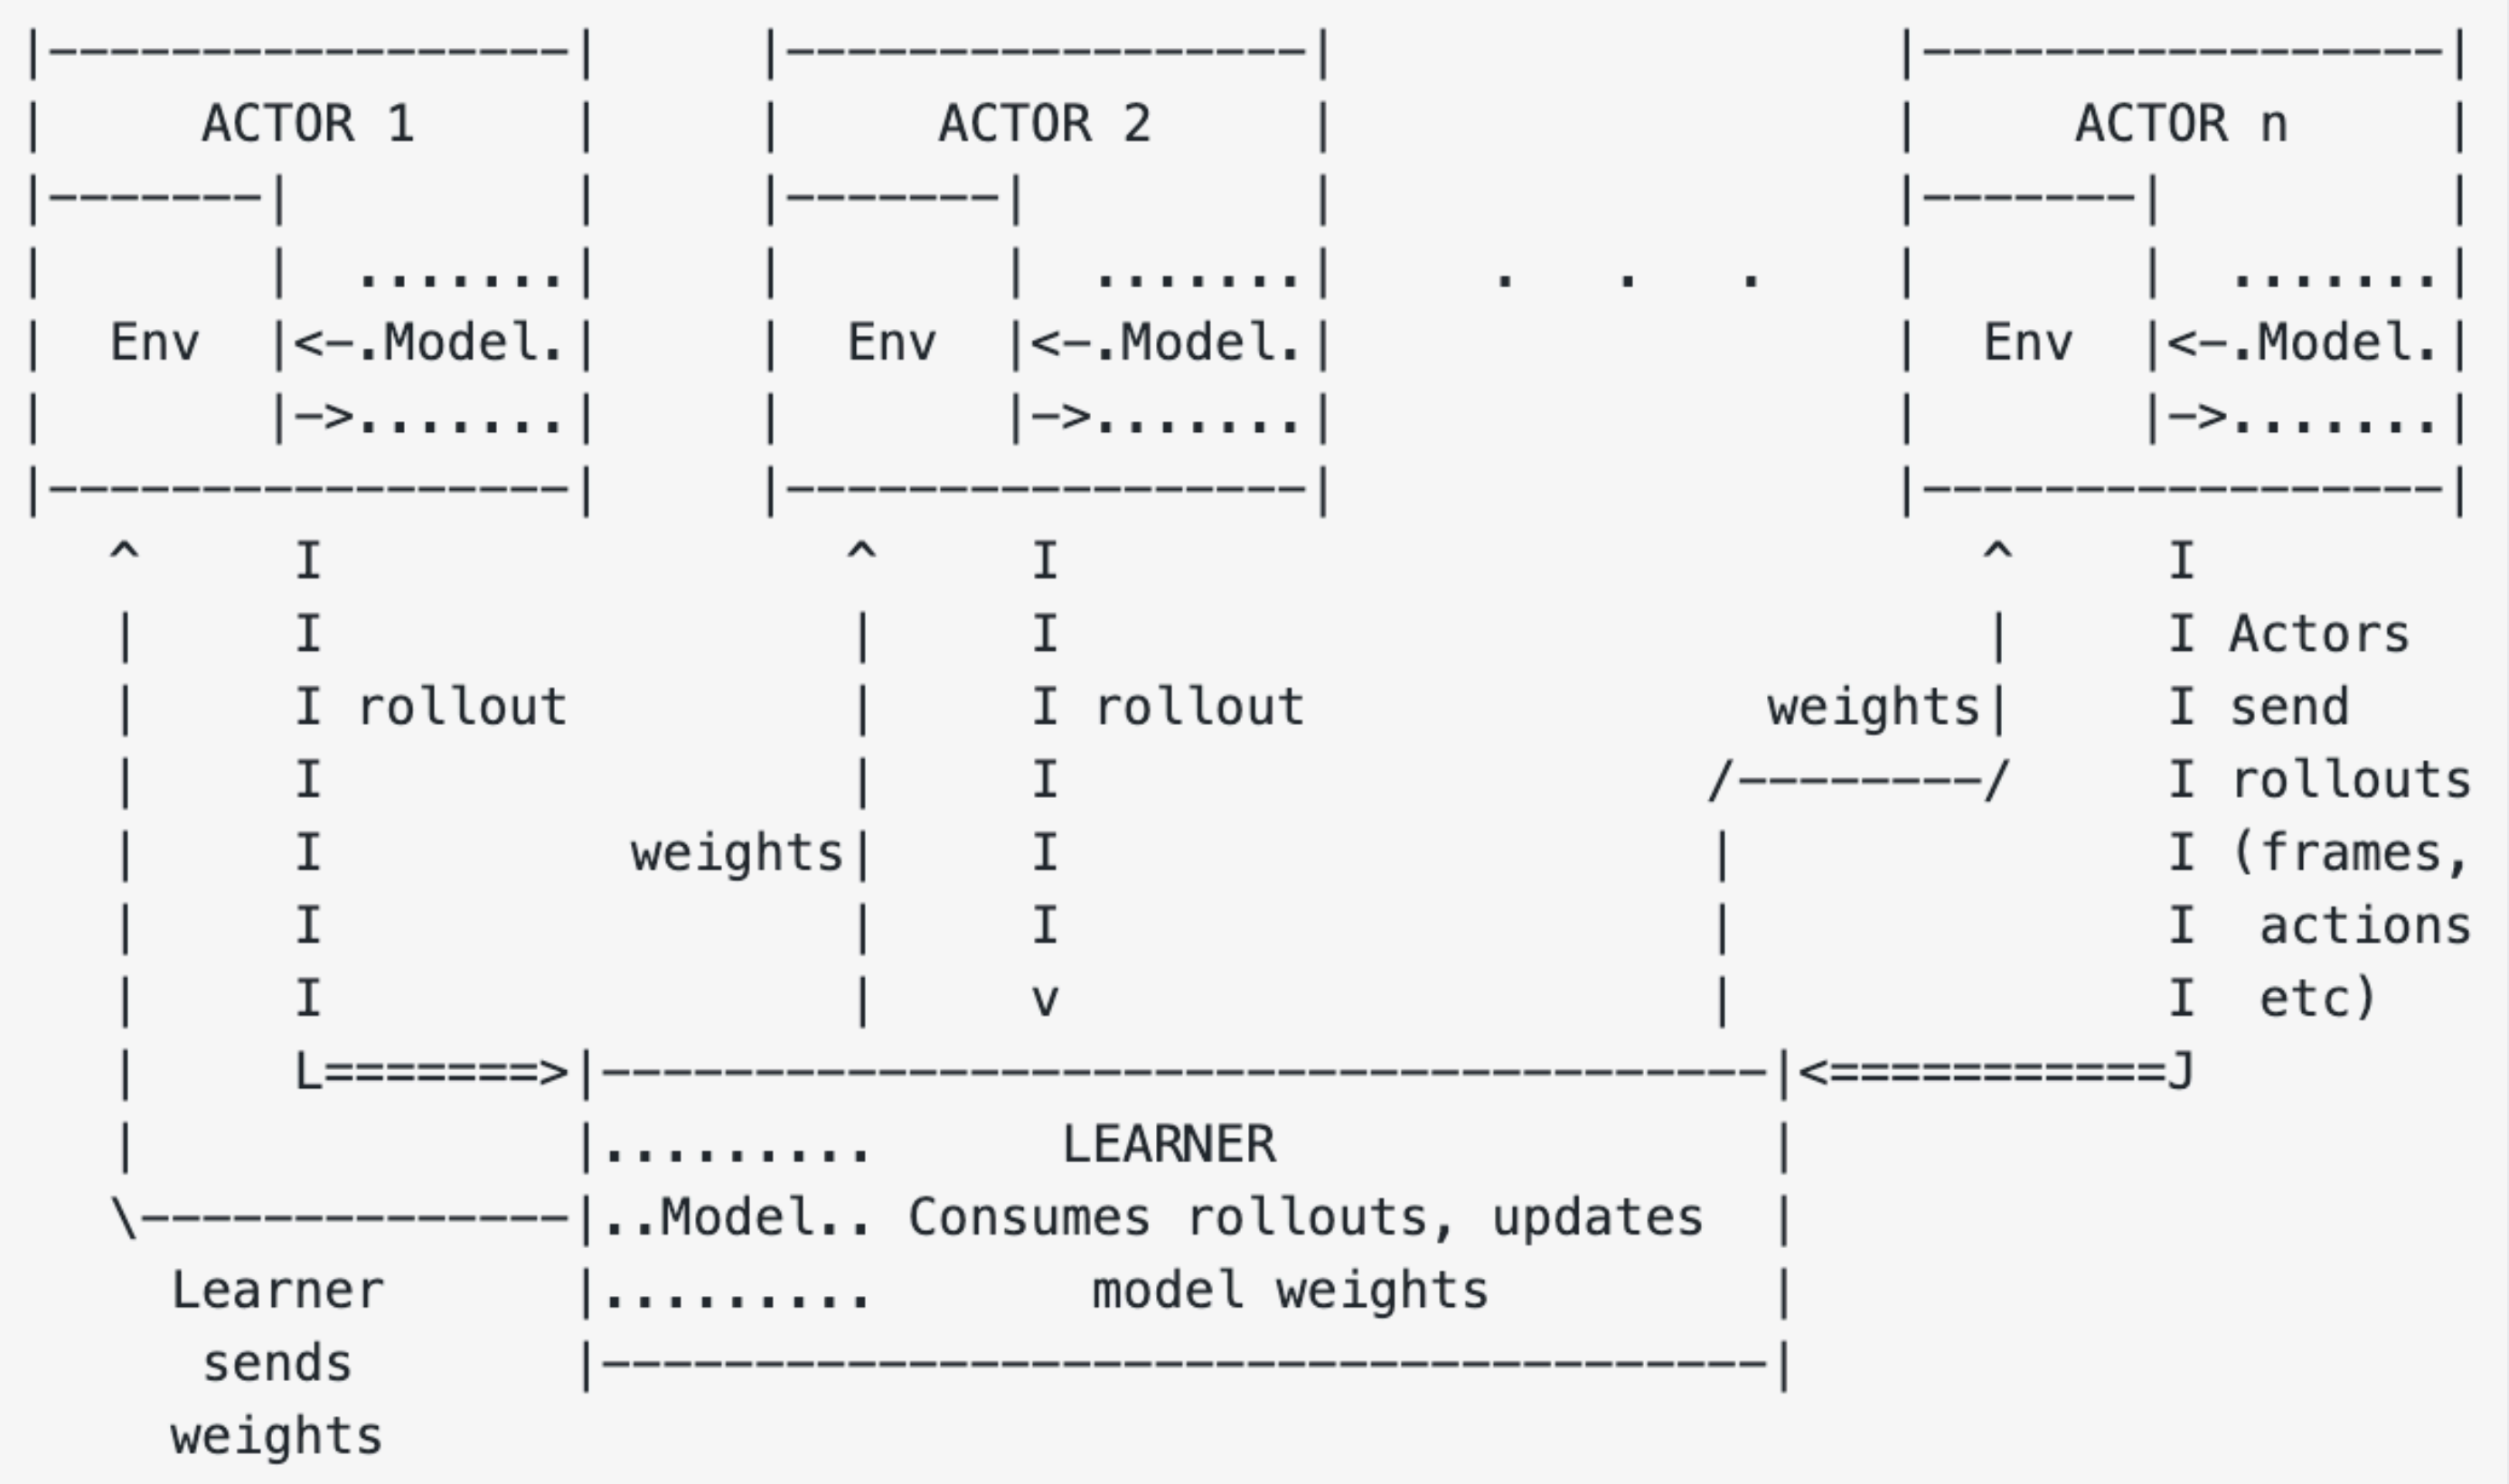 |-----------------|      |-----------------|                   |-----------------|
|     ACTOR 1     |      |     ACTOR 2     |                   |     ACTOR n     |
|-------|         |      |-------|         |                   |-------|         |
|       |  .......|      |       |  .......|     .   .   .     |       |  .......|
|  Env  |<-.Model.|      |  Env  |<-.Model.|                   |  Env  |<-.Model.|
|       |->.......|      |       |->.......|                   |       |->.......|
|-----------------|      |-----------------|                   |-----------------|
   ^     I                 ^     I                              ^     I
   |     I                 |     I                              |     I Actors
   |     I rollout         |     I rollout               weights|     I send
   |     I                 |     I                     /--------/     I rollouts
   |     I          weights|     I                     |              I (frames,
   |     I                 |     I                     |              I  actions
   |     I                 |     v                     |              I  etc)
   |     L=======>|--------------------------------------|<===========J
   |              |.........      LEARNER                |
   \--------------|..Model.. Consumes rollouts, updates  |
     Learner      |.........       model weights         |
      sends       |--------------------------------------|
     weights